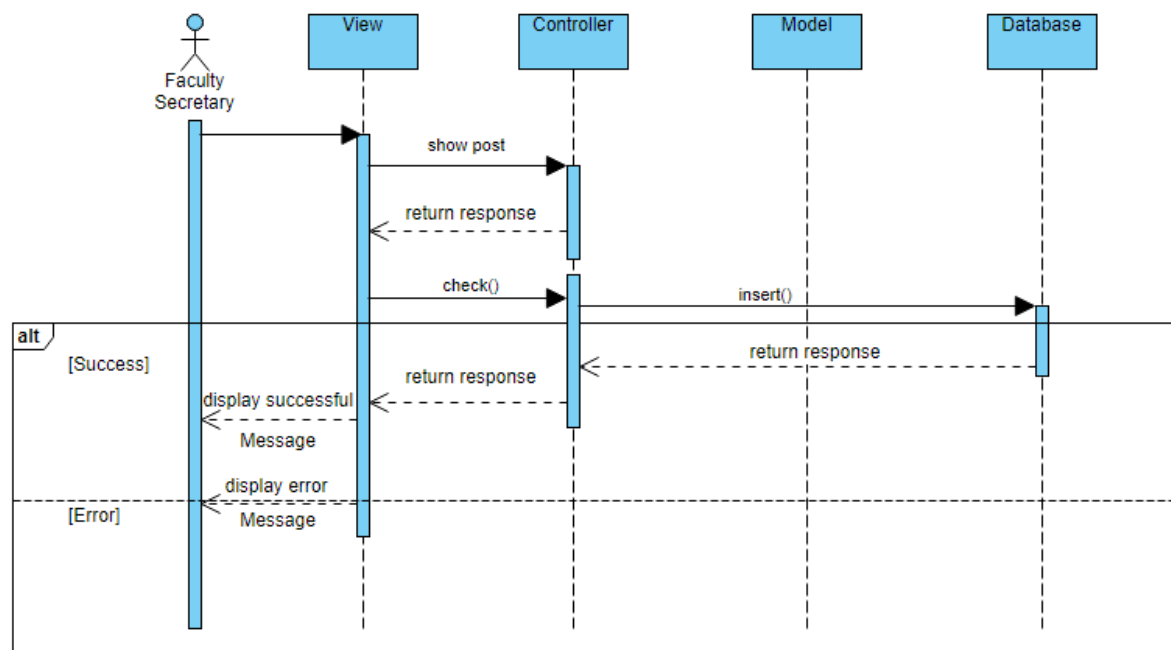 View
Controller
Model
Database
Faculty
Secretary
show post
return response
check()
insert()
alt
[Success]
return response
return response
display successful
Message
display error
[Error]
Message